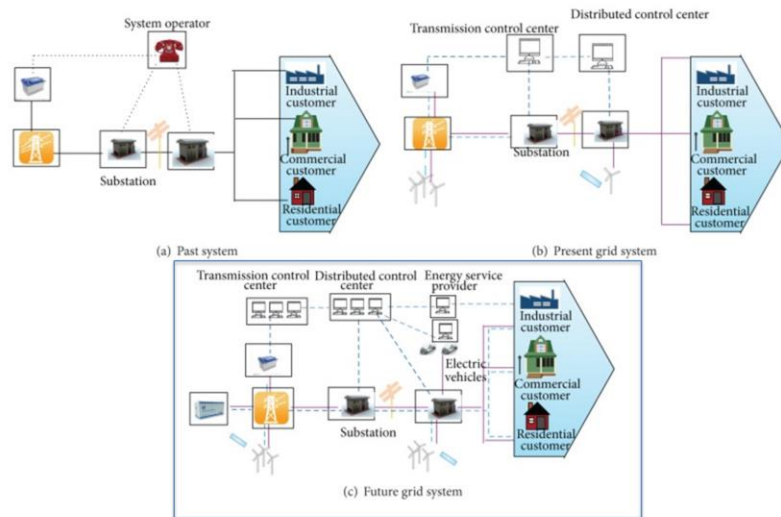 System operator
Substation
Industrial
customer
Commercial
customer
Residential
customer
(a) Past system
Transmission control center
Distributed control center
Substation
Industrial
customer
Commercial
customer
Residential
customer
(b) Present grid system
Transmission control
center
Distributed control
center
Energy service
provider
Electric
vehicles
Substation
Industrial
customer
Commercial
customer
Residential
customer
(c) Future grid system